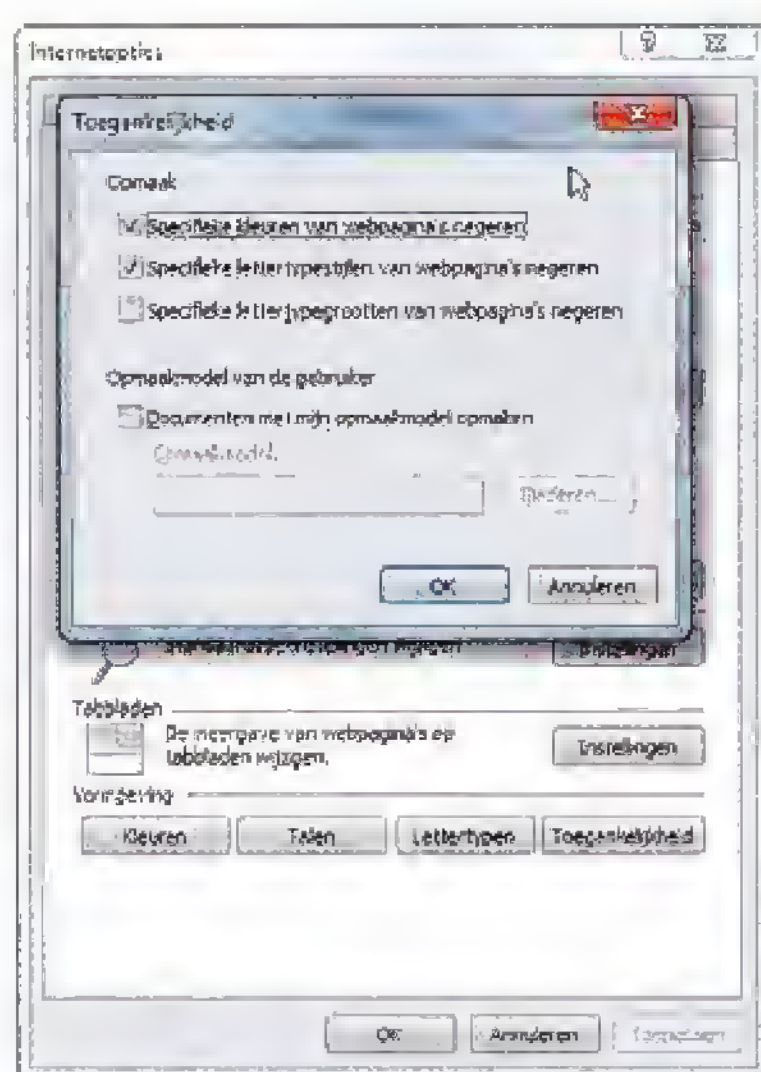 Internetopties
Toegankelijkheid
Opmaak
Specifieke kleuren van webpagina's negeren
Specifieke lettertypestijlen van webpagina's negeren
Specifieke lettertypegrootten van webpagina's negeren
Opmaakmodel van de gebruiker
Documenten met mijn opmaakmodel opmaken
Opmaakmodel:
Bladeren...
OK
Annuleren
Instellingen
Tabbladen
De weergave van webpagina's op
tabbladen wijzigen.
Instellingen
Vormgeving
Kleuren
Talen
Lettertypen
Toegankelijkheid
OK
Annuleren
Toepassen